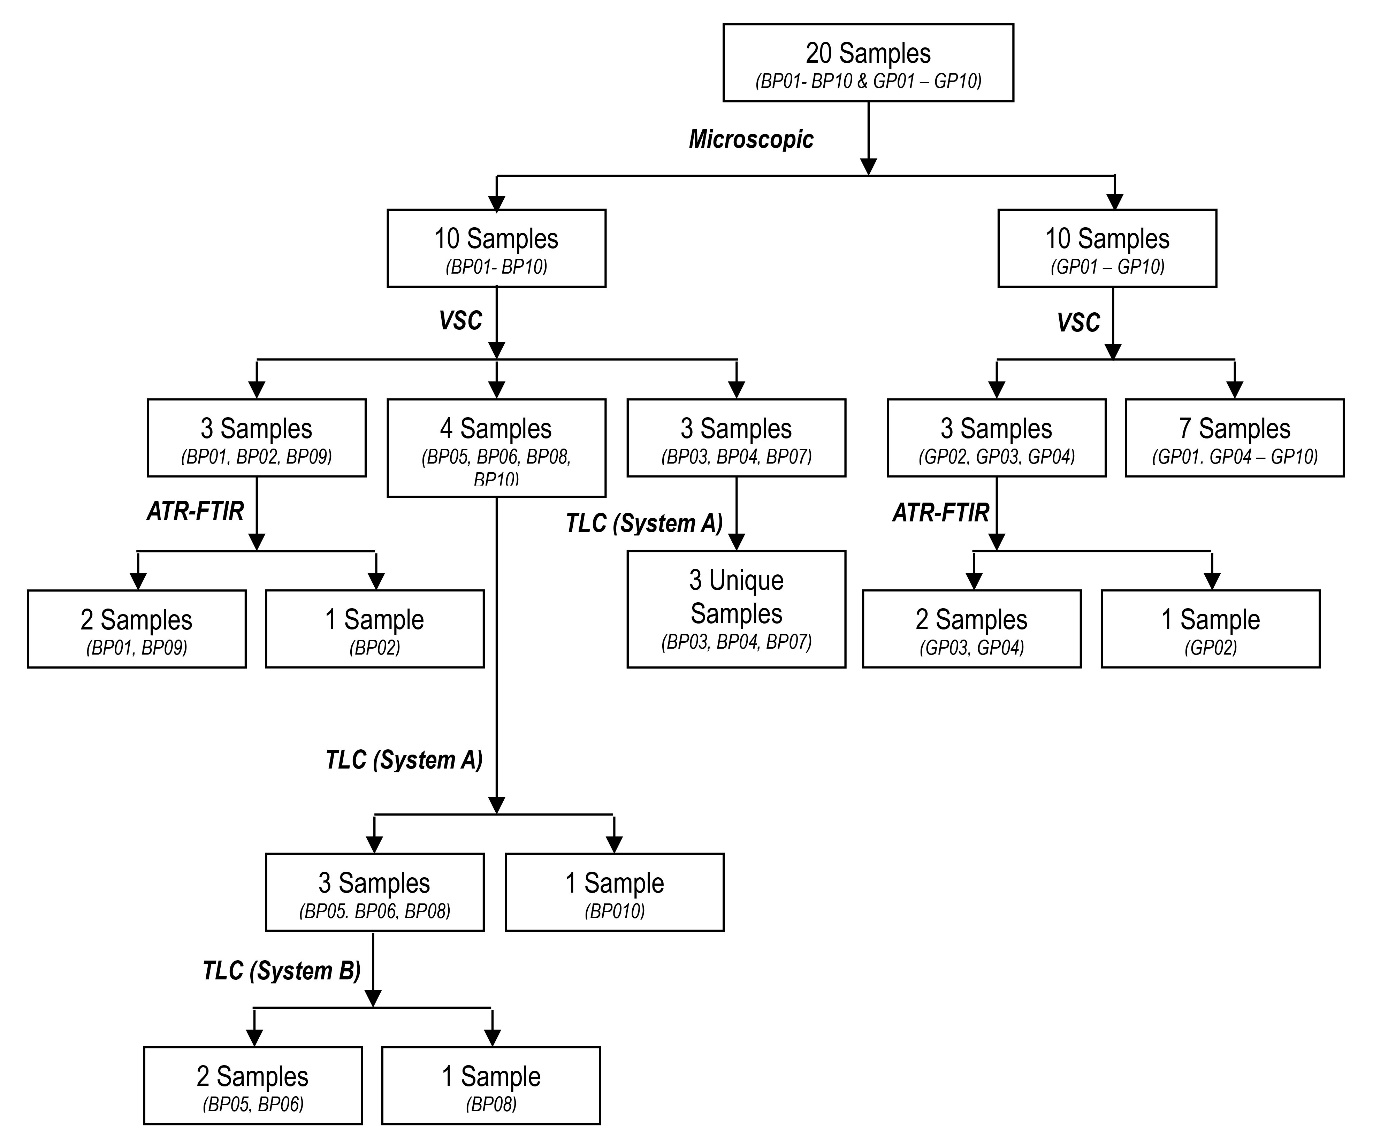 20 Samples
(BP01- BP10 & GP01 – GP10)
Microscopic
10 Samples
(BP01- BP10)
10 Samples
(GP01 – GP10)
VSC
VSC
3 Samples
(BP01, BP02, BP09)
4 Samples
(BP05, BP06, BP08,
BP10)
3 Samples
(BP03, BP04, BP07)
3 Samples
(GP02, GP03, GP04)
7 Samples
(GP01, GP04 – GP10)
ATR-FTIR
TLC (System A)
ATR-FTIR
2 Samples
(BP01, BP09)
1 Sample
(BP02)
3 Unique
Samples
(BP03, BP04, BP07)
2 Samples
(GP03, GP04)
1 Sample
(GP02)
TLC (System A)
3 Samples
(BP05, BP06, BP08)
1 Sample
(BP010)
TLC (System B)
2 Samples
(BP05, BP06)
1 Sample
(BP08)